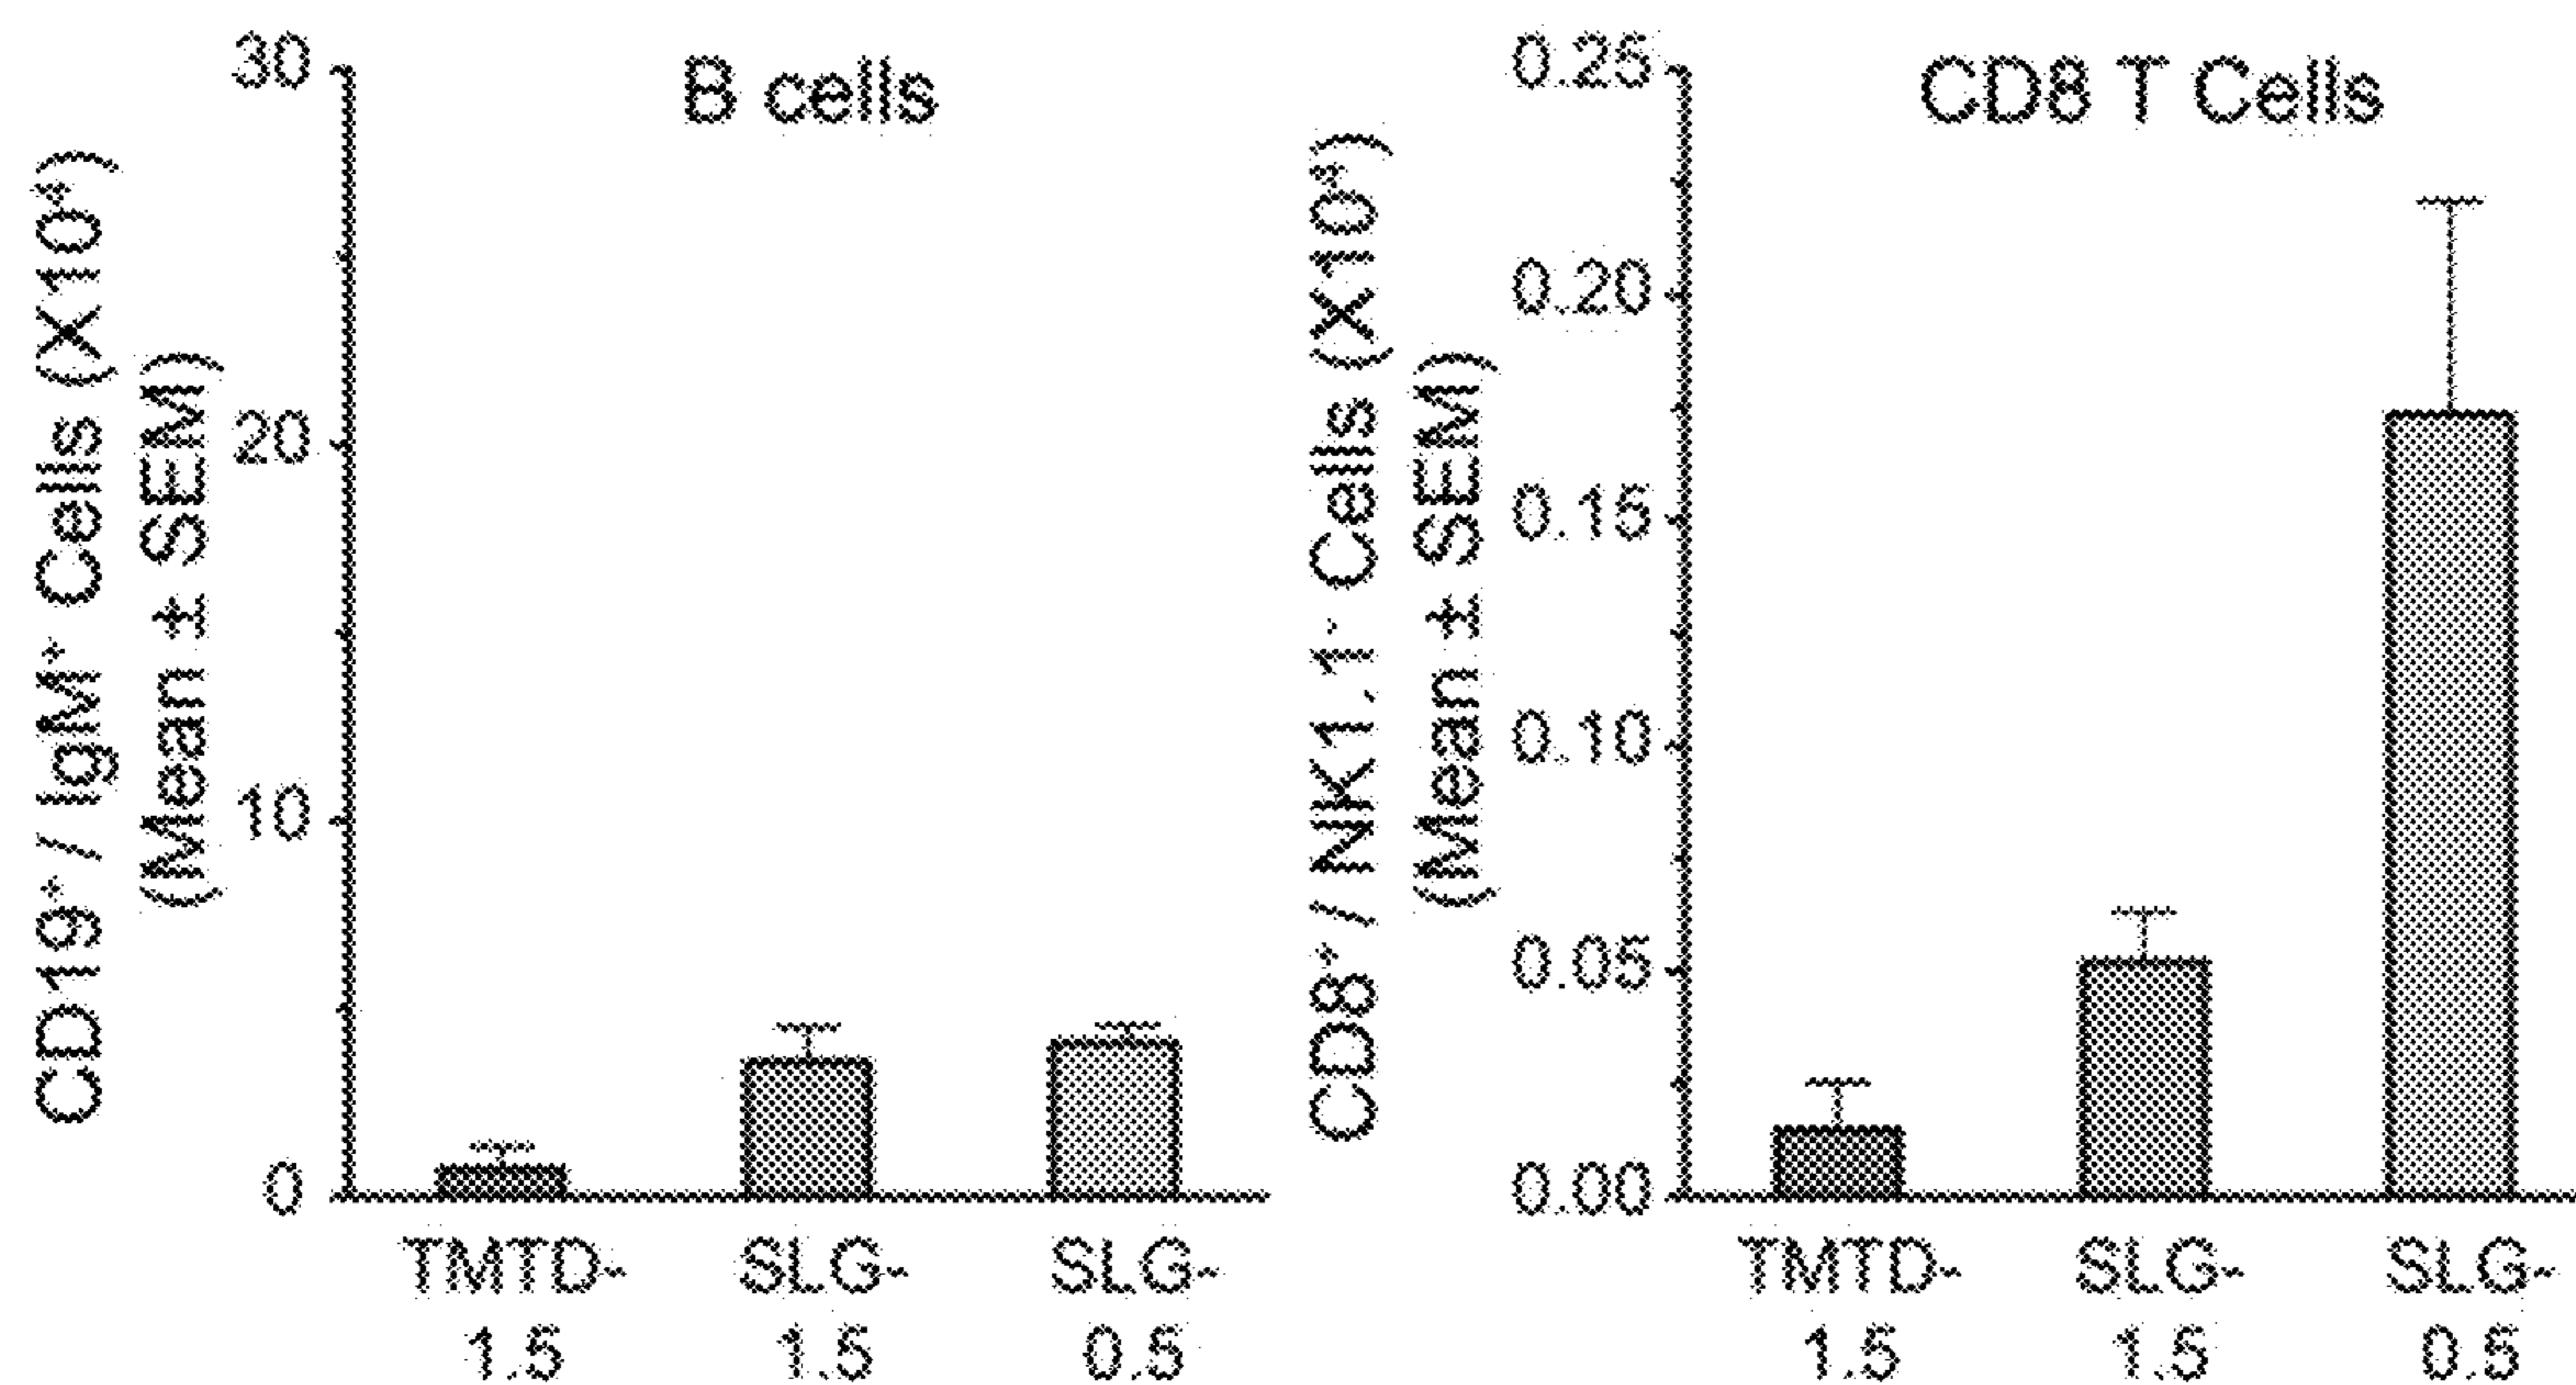 B cells
CD19⁺ / IgM⁺ Cells (X10⁴)
(Mean ± SEM)
30
20
10
0
TMTD-
1.5
SLG-
1.5
SLG-
0.5
CD8 T Cells
CD8⁺ / NK1.1⁻ Cells (X10⁴)
(Mean ± SEM)
0.25
0.20
0.15
0.10
0.05
0.00
TMTD-
1.5
SLG-
1.5
SLG-
0.5